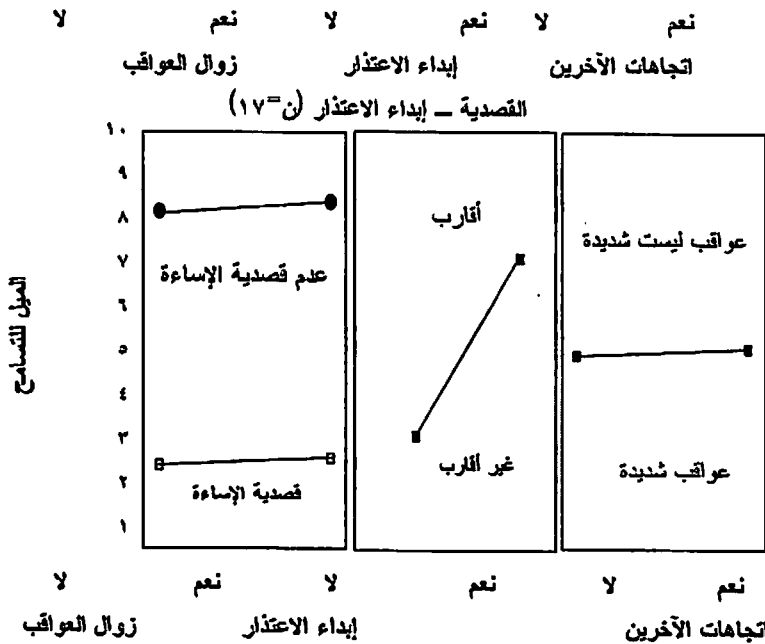 نعم لا نعم لا نعم لا
اتجاهات الآخرين إبداء الاعتذار زوال العواقب
القصدية – إبداء الاعتذار (ن=١٧)
الميل للتسامح
١٠
٩
٨
٧
٦
٥
٤
٣
٢
١
عدم قصدية الإساءة
قصدية الإساءة
أقارب
غير أقارب
عواقب ليست شديدة
عواقب شديدة
نعم لا نعم لا نعم لا
اتجاهات الآخرين إبداء الاعتذار زوال العواقب